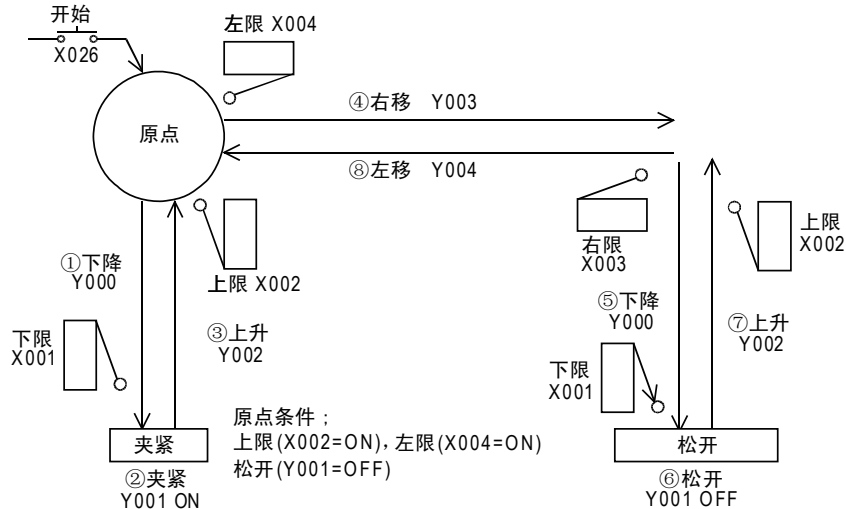 开始
X026
左限 X004
原点
④右移 Y003
⑧左移 Y004
①下降
Y000
上限 X002
③上升
Y002
下限
X001
右限
X003
上限
X002
⑤下降
Y000
⑦上升
Y002
下限
X001
夹紧
②夹紧
Y001 ON
原点条件；
上限(X002=ON)，左限(X004=ON)
松开(Y001=OFF)
松开
⑥松开
Y001 OFF